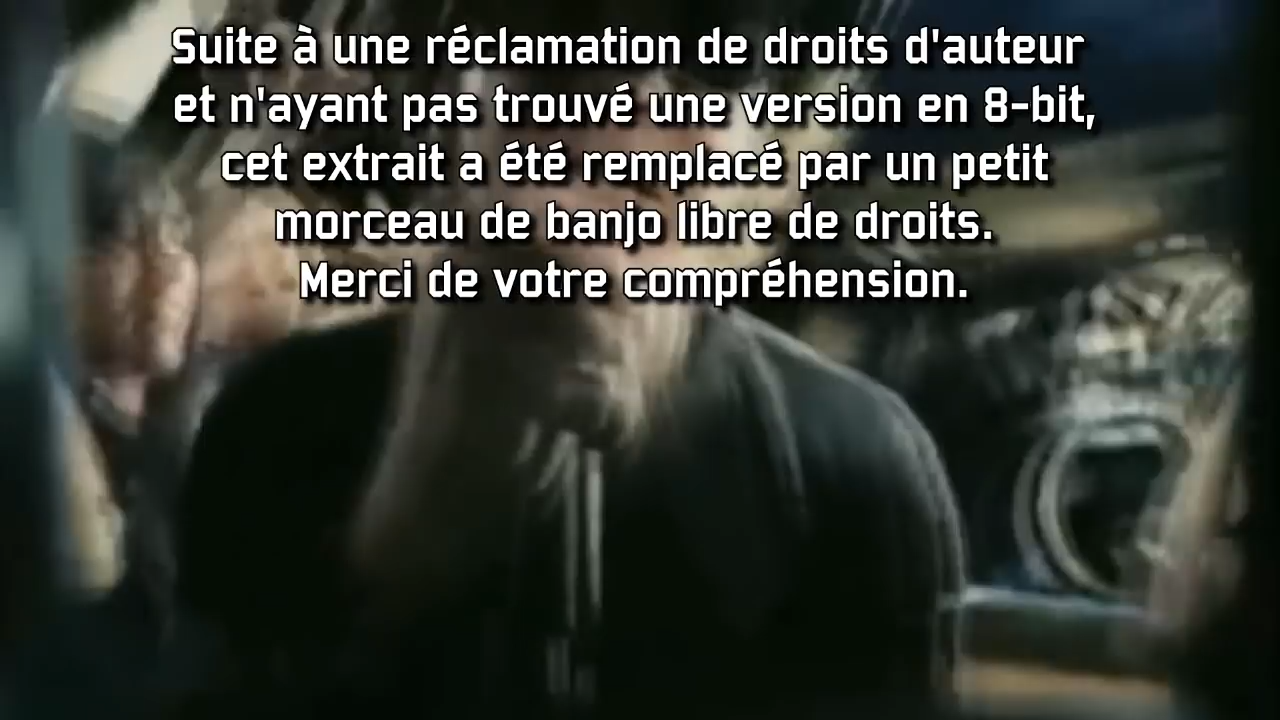 Suite à une réclamation de droits d'auteur
et n'ayant pas trouvé une version en 8-bit,
cet extrait a été remplacé par un petit
morceau de banjo libre de droits.
Merci de votre compréhension.